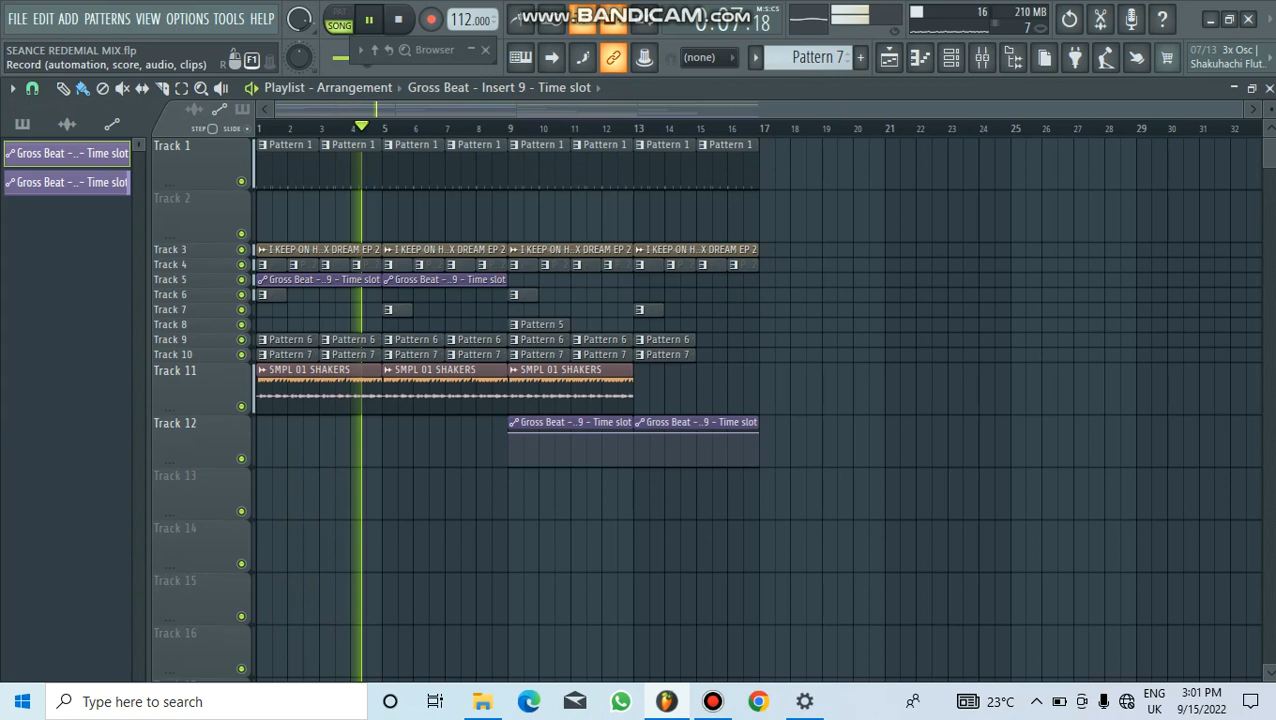 FILE EDIT ADD PATTERNS VIEW OPTIONS TOOLS HELP
PAT
SONG
112.000
www.BANDICAM.com
M:S:CS
0:07:18
16
210 MB
7
SEANCE REDEMIAL MIX.flp
Record (automation, score, audio, clips)
F1
Browser
(none)
Pattern 7
07/13 3x Osc |
Shakuhachi Flut..
Playlist - Arrangement
Gross Beat - Insert 9 - Time slot
STEP
SLIDE
1 2 3 4 5 6 7 8 9 10 11 12 13 14 15 16 17 18 19 20 21 22 23 24 25 26 27 28 29 30 31 32
Gross Beat -..- Time slot
Gross Beat -..- Time slot
Track 1
Pattern 1 Pattern 1 Pattern 1 Pattern 1 Pattern 1 Pattern 1 Pattern 1 Pattern 1
Track 2
Track 3
I KEEP ON H..X DREAM EP 2 I KEEP ON H..X DREAM EP 2 I KEEP ON H..X DREAM EP 2 I KEEP ON H..X DREAM EP 2
Track 4
Track 5
Gross Beat -..9 - Time slot Gross Beat -..9 - Time slot
Track 6
Track 7
Track 8
Pattern 5
Track 9
Pattern 6 Pattern 6 Pattern 6 Pattern 6 Pattern 6 Pattern 6 Pattern 6
Track 10
Pattern 7 Pattern 7 Pattern 7 Pattern 7 Pattern 7 Pattern 7 Pattern 7
Track 11
SMPL 01 SHAKERS SMPL 01 SHAKERS SMPL 01 SHAKERS
Track 12
Gross Beat -..9 - Time slot Gross Beat -..9 - Time slot
Track 13
Track 14
Track 15
Track 16
Type here to search
23°C
ENG
UK
3:01 PM
9/15/2022